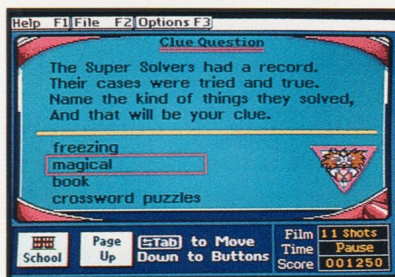 Help F1 File F2 Options F3
Clue Question
The Super Solvers had a record.
Their cases were tried and true.
Name the kind of things they solved,
And that will be your clue.
freezing
magical
book
crossword puzzles
School
Page Up
⇆Tab to Move Down to Buttons
Film 11 Shots
Time Pause
Score 001250